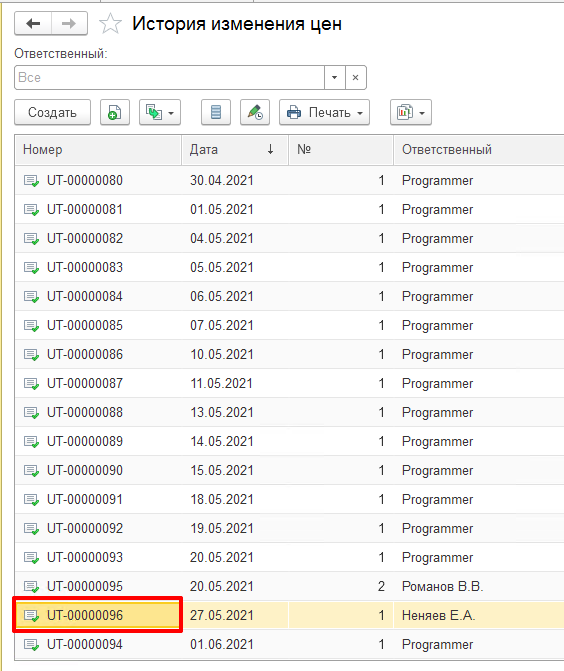 История изменения цен
Ответственный:
Все
Создать Печать
Номер Дата № Ответственный
UT-00000080 30.04.2021 1 Programmer
UT-00000081 01.05.2021 1 Programmer
UT-00000082 04.05.2021 1 Programmer
UT-00000083 05.05.2021 1 Programmer
UT-00000084 06.05.2021 1 Programmer
UT-00000085 07.05.2021 1 Programmer
UT-00000086 10.05.2021 1 Programmer
UT-00000087 11.05.2021 1 Programmer
UT-00000088 13.05.2021 1 Programmer
UT-00000089 14.05.2021 1 Programmer
UT-00000090 15.05.2021 1 Programmer
UT-00000091 18.05.2021 1 Programmer
UT-00000092 19.05.2021 1 Programmer
UT-00000093 20.05.2021 1 Programmer
UT-00000095 20.05.2021 2 Романов В.В.
UT-00000096 27.05.2021 1 Неняев Е.А.
UT-00000094 01.06.2021 1 Programmer